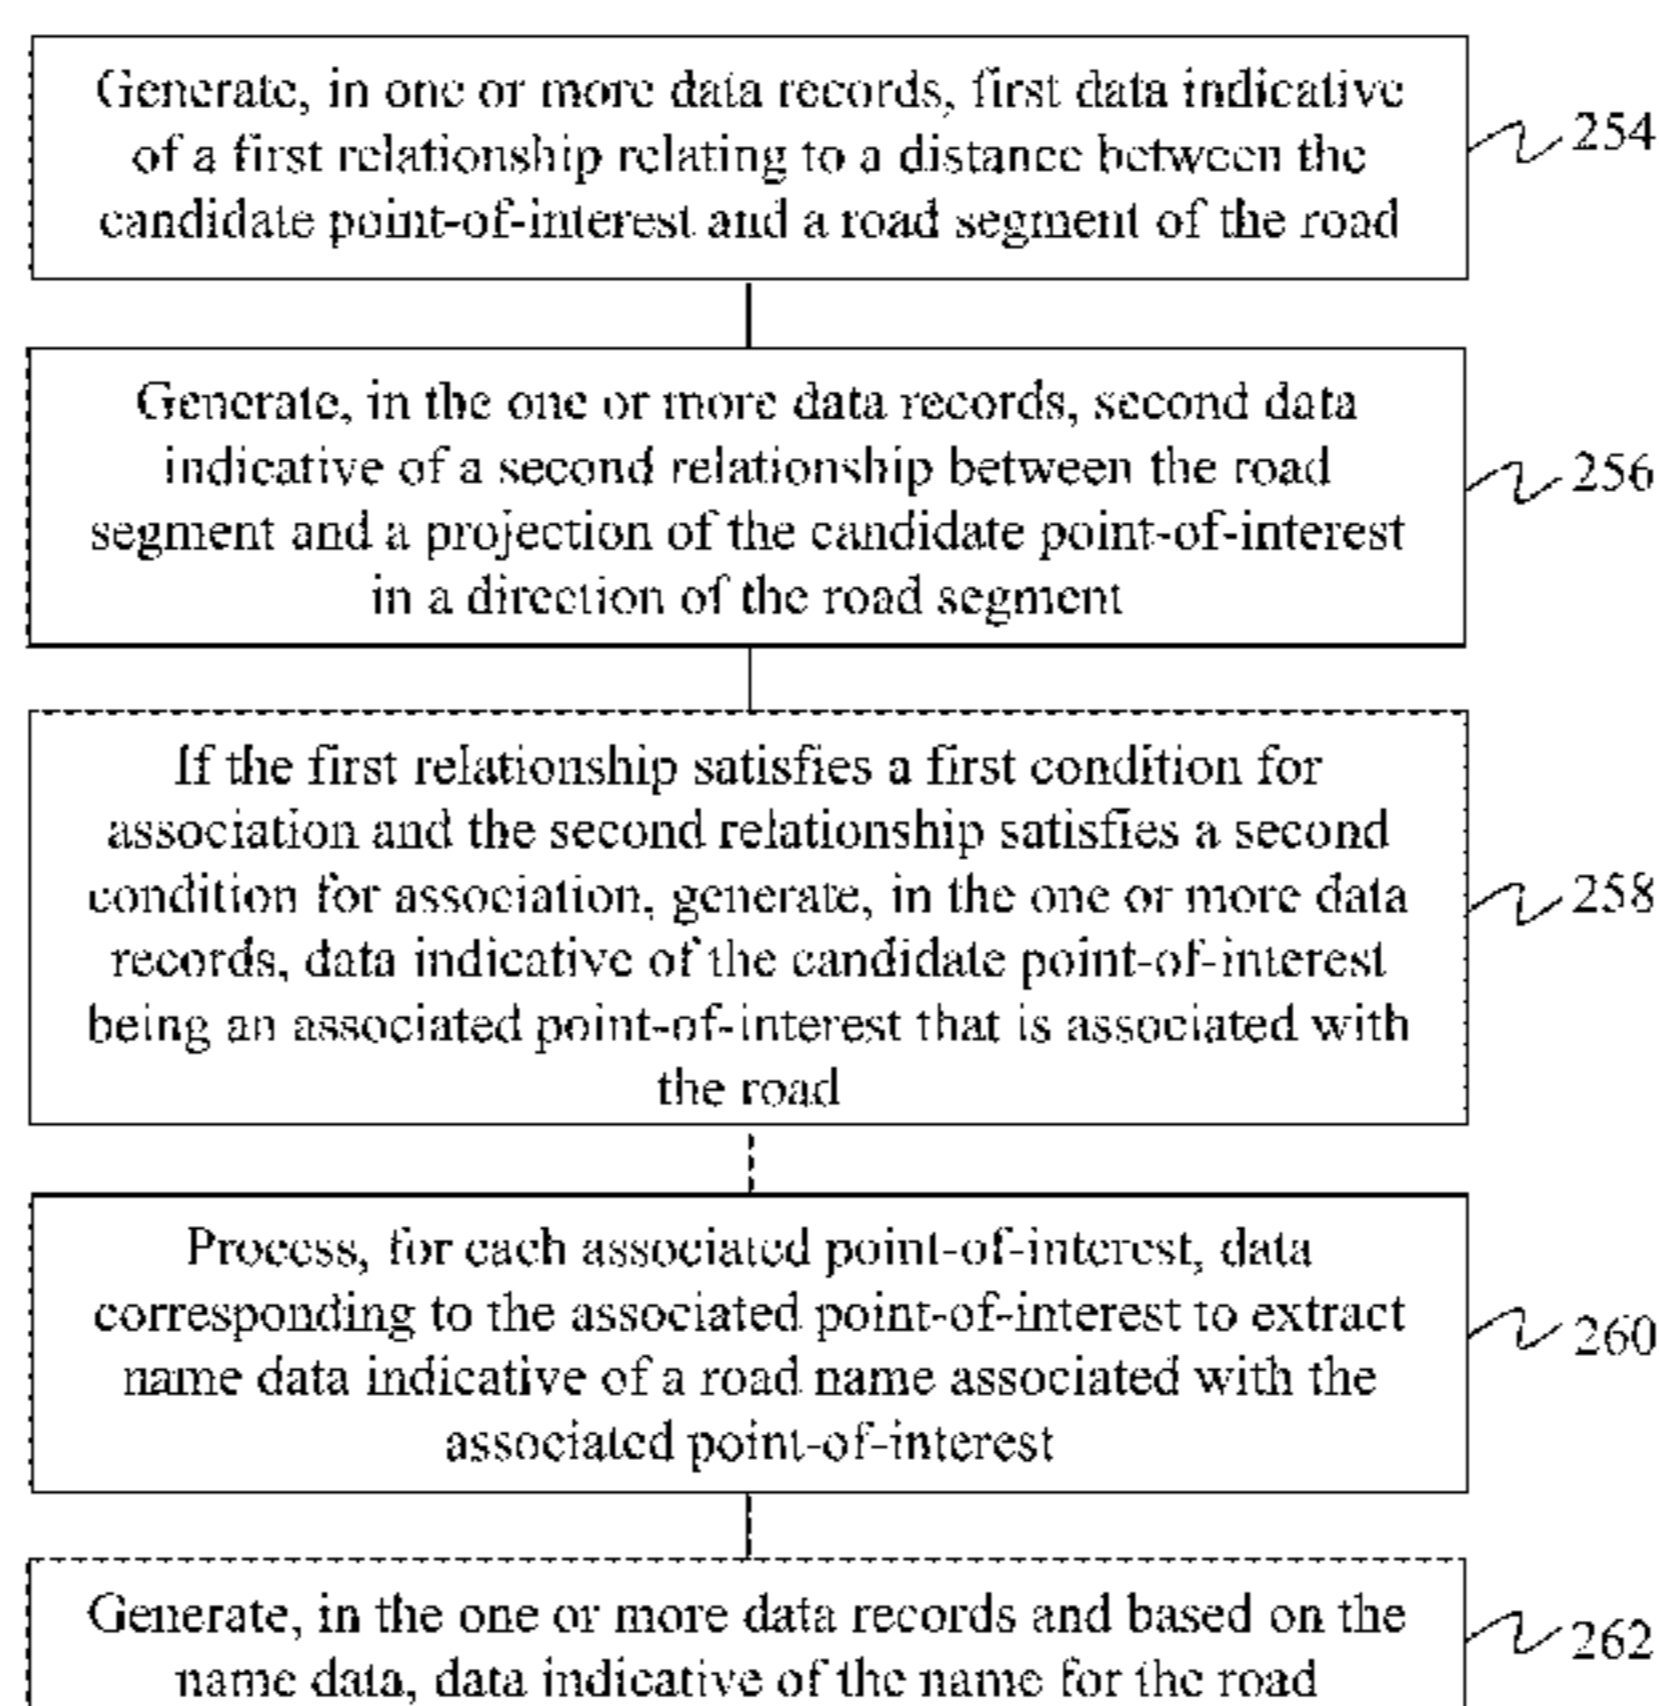 Generate, in one or more data records, first data indicative
of a first relationship relating to a distance between the
candidate point-of-interest and a road segment of the road
254
Generate, in the one or more data records, second data
indicative of a second relationship between the road
segment and a projection of the candidate point-of-interest
in a direction of the road segment
256
If the first relationship satisfies a first condition for
association and the second relationship satisfies a second
condition for association, generate, in the one or more data
records, data indicative of the candidate point-of-interest
being an associated point-of-interest that is associated with
the road
258
Process, for each associated point-of-interest, data
corresponding to the associated point-of-interest to extract
name data indicative of a road name associated with the
associated point-of-interest
260
Generate, in the one or more data records and based on the
name data, data indicative of the name for the road
262